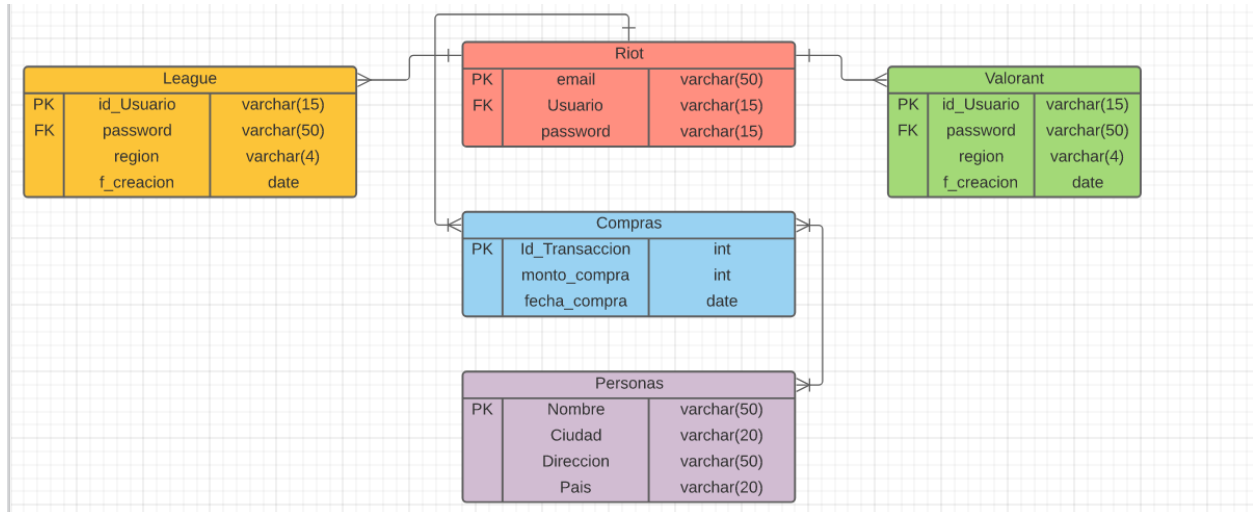 League
PK id_Usuario varchar(15)
FK password varchar(50)
region varchar(4)
f_creacion date
Riot
PK email varchar(50)
FK Usuario varchar(15)
password varchar(15)
Valorant
PK id_Usuario varchar(15)
FK password varchar(50)
region varchar(4)
f_creacion date
Compras
PK Id_Transaccion int
monto_compra int
fecha_compra date
Personas
PK Nombre varchar(50)
Ciudad varchar(20)
Direccion varchar(50)
Pais varchar(20)